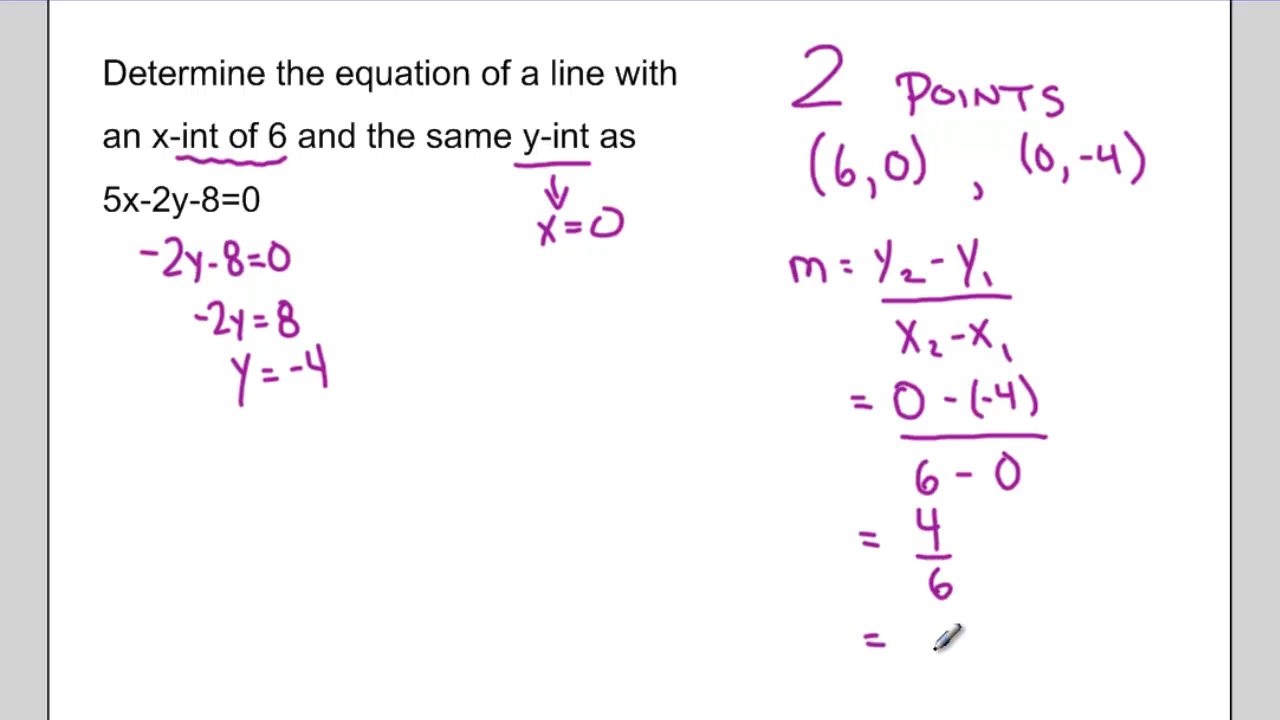 Determine the equation of a line with
an x-int of 6 and the same y-int as
5x-2y-8=0
x=0
-2y-8=0
-2y=8
y=-4
2 POINTS
(6,0) , (0,-4)
m = y₂ - y₁
x₂ - x₁
= 0 - (-4)
6 - 0
= 4
6
=